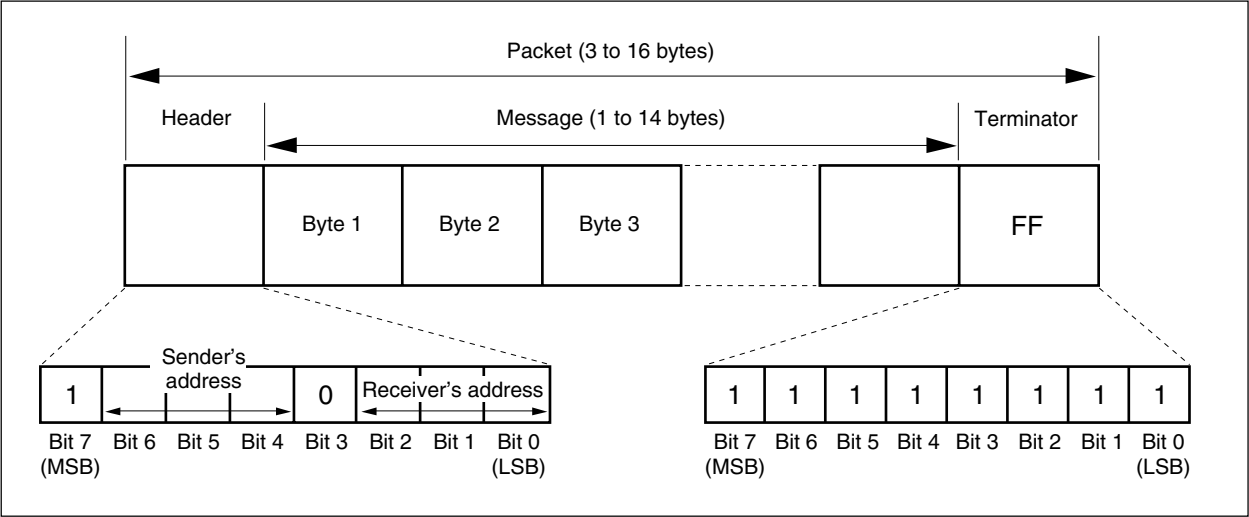 Packet (3 to 16 bytes)
Header
Message (1 to 14 bytes)
Terminator
Byte 1
Byte 2
Byte 3
FF
Sender's
address
Receiver's address
1
0
Bit 7
(MSB)
Bit 6
Bit 5
Bit 4
Bit 3
Bit 2
Bit 1
Bit 0
(LSB)
1
1
1
1
1
1
1
1
Bit 7
(MSB)
Bit 6
Bit 5
Bit 4
Bit 3
Bit 2
Bit 1
Bit 0
(LSB)